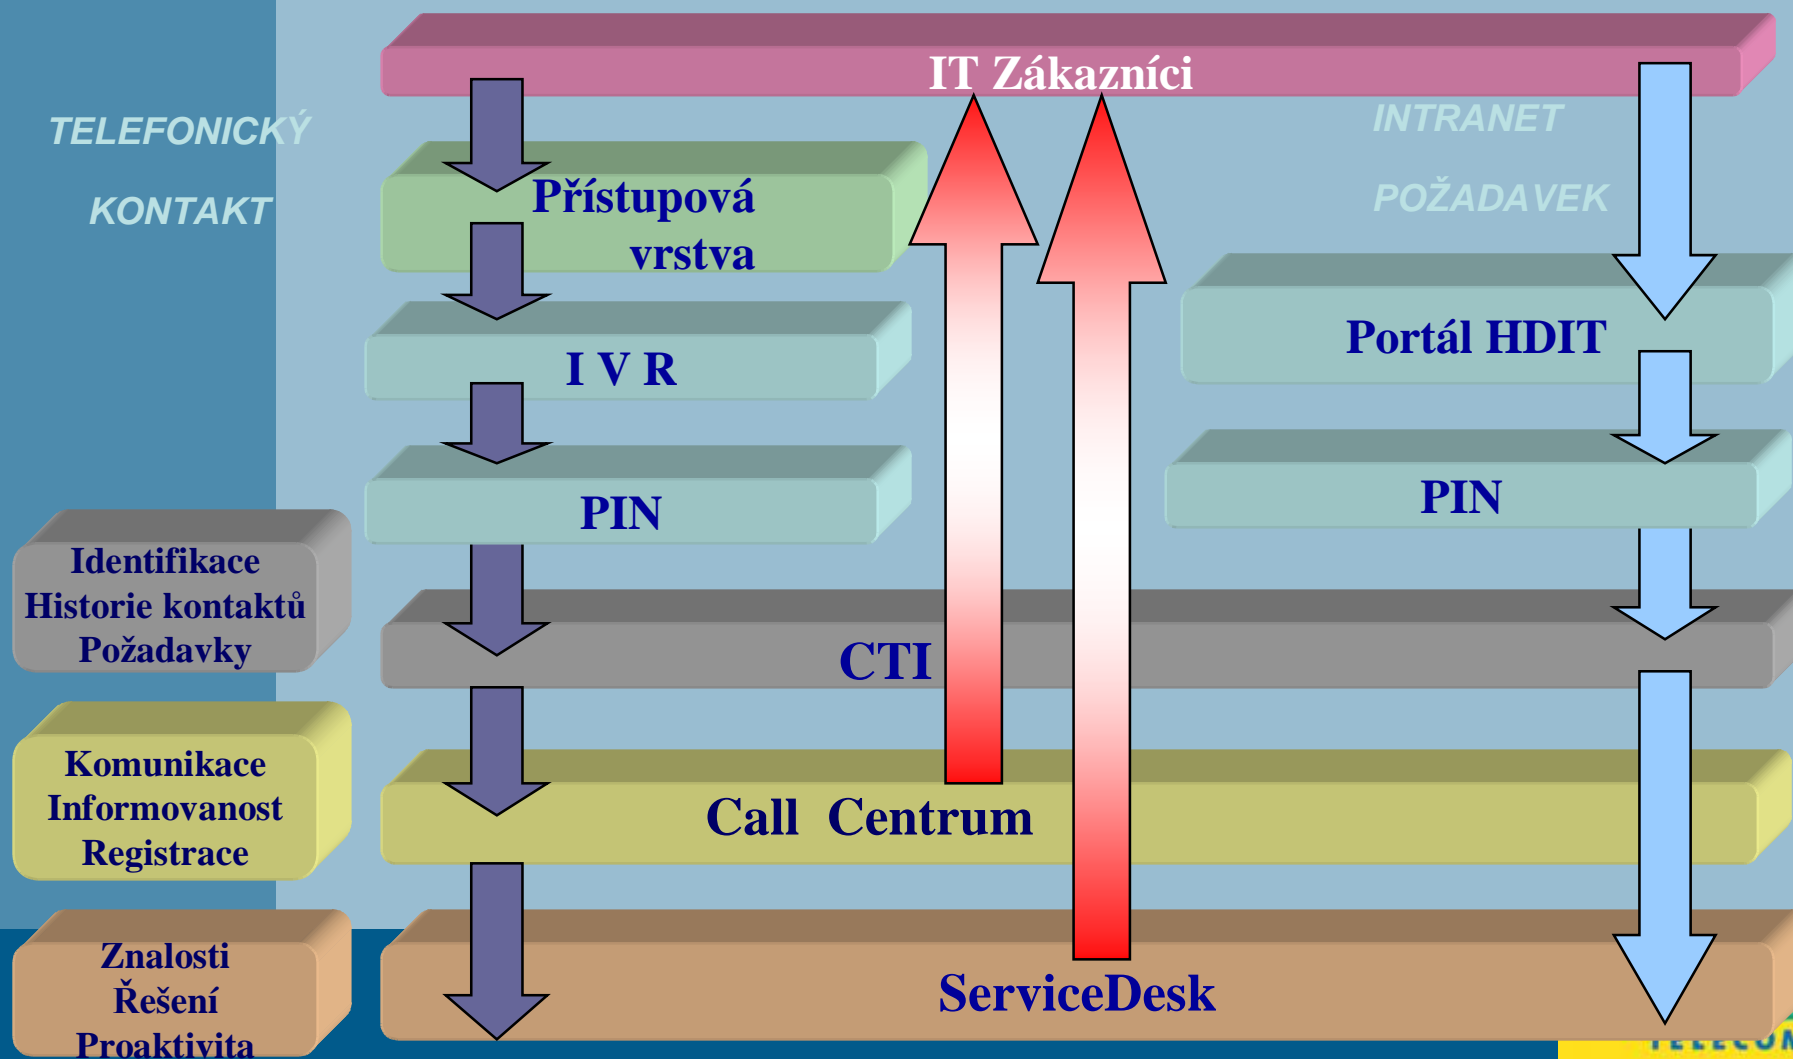 IT Zákazníci
TELEFONICKÝ
KONTAKT
INTRANET
POŽADAVEK
Přístupová
vrstva
I V R
PIN
Portál HDIT
PIN
Identifikace
Historie kontaktů
Požadavky
CTI
Komunikace
Informovanost
Registrace
Call Centrum
Znalosti
Řešení
Proaktivita
ServiceDesk
TELECOM